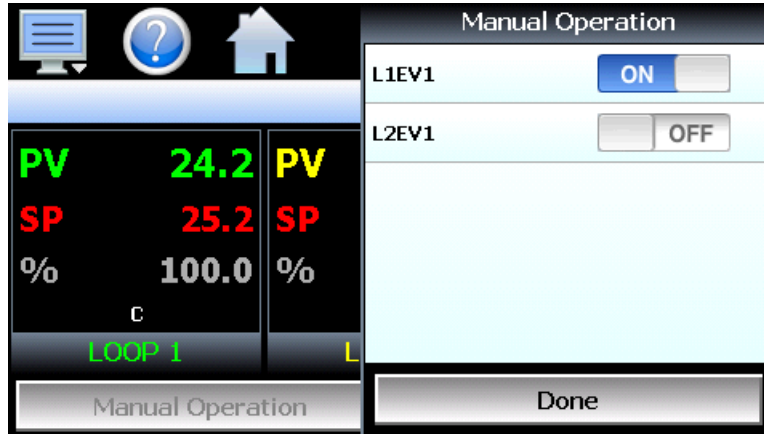 ?
PV 24.2
SP 25.2
% 100.0
C
LOOP 1
PV
SP
%
L
Manual Operation
Manual Operation
L1EV1 ON
L2EV1 OFF
Done